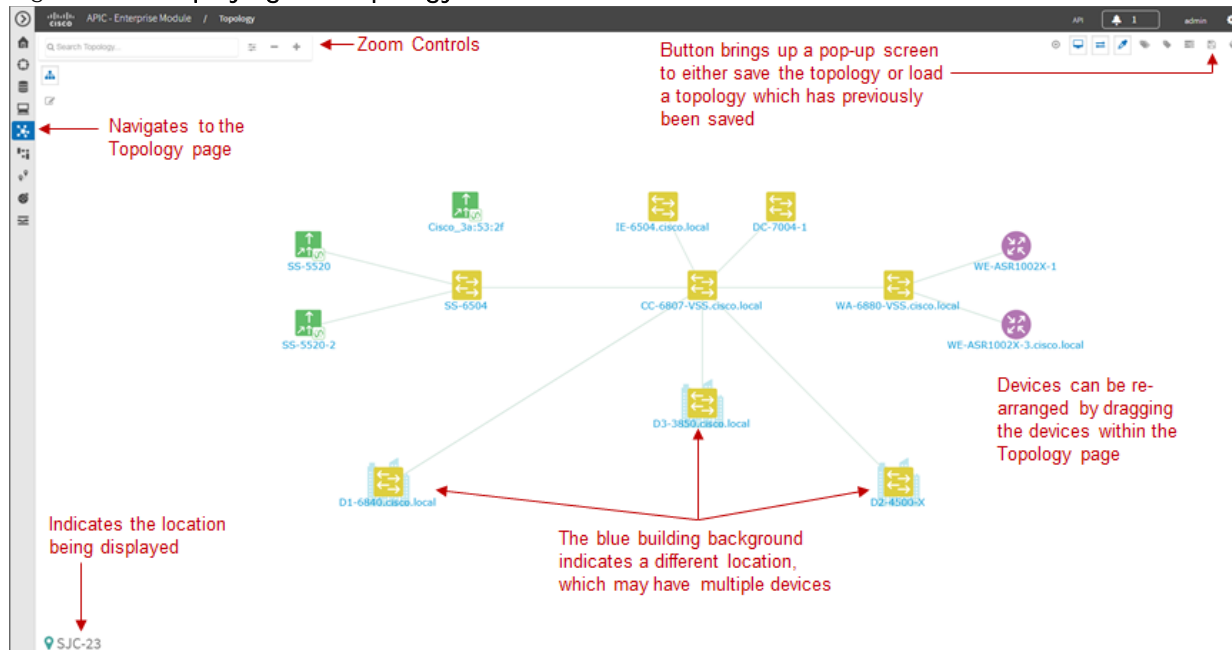 cisco APIC - Enterprise Module / Topology API 1 admin
Search Topology...
Zoom Controls
Button brings up a pop-up screen
to either save the topology or load
a topology which has previously
been saved
Navigates to the
Topology page
Cisco_3a:53:2f
IE-6504.cisco.local
DC-7004-1
SS-5520
WE-ASR1002X-1
SS-6504
CC-6807-VSS.cisco.local
WA-6880-VSS.cisco.local
SS-5520-2
WE-ASR1002X-3.cisco.local
Devices can be re-
arranged by dragging
the devices within the
Topology page
D3-3850.cisco.local
D1-6840.cisco.local
D2-4500-X
Indicates the location
being displayed
The blue building background
indicates a different location,
which may have multiple devices
SJC-23